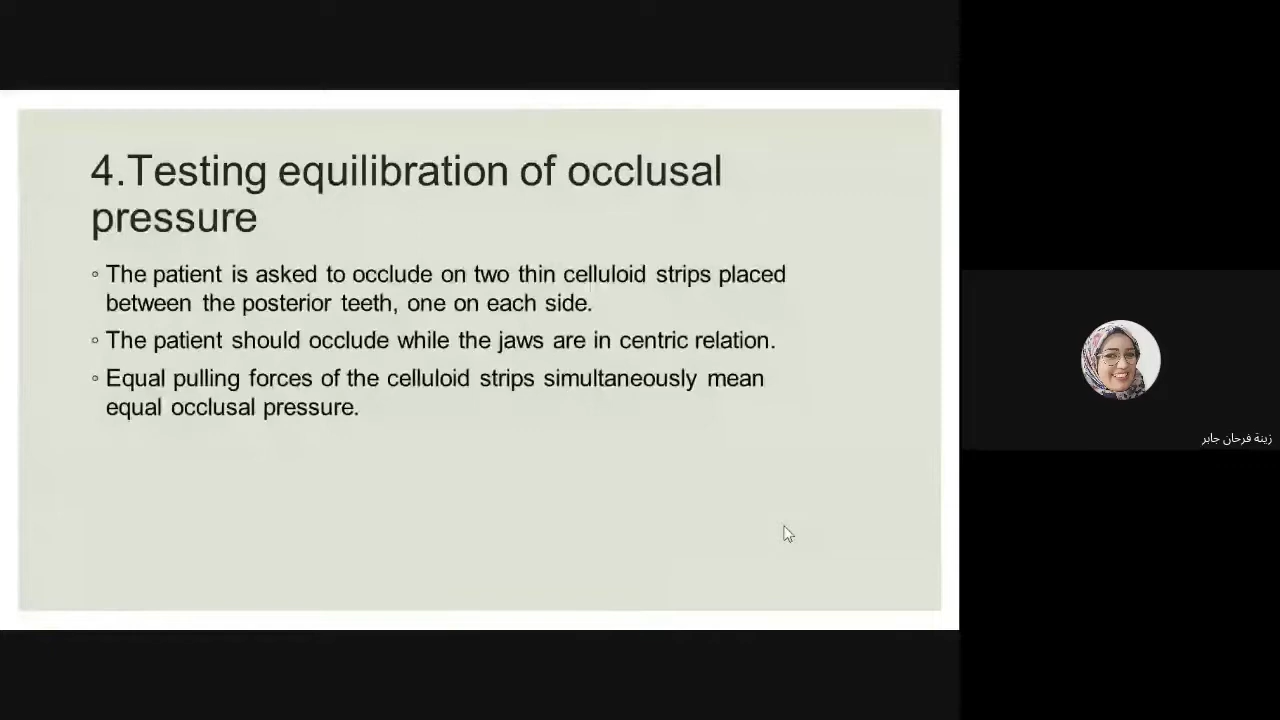 4.Testing equilibration of occlusal
pressure
◦ The patient is asked to occlude on two thin celluloid strips placed
between the posterior teeth, one on each side.
◦ The patient should occlude while the jaws are in centric relation.
◦ Equal pulling forces of the celluloid strips simultaneously mean
equal occlusal pressure.
زينة فرحان جابر